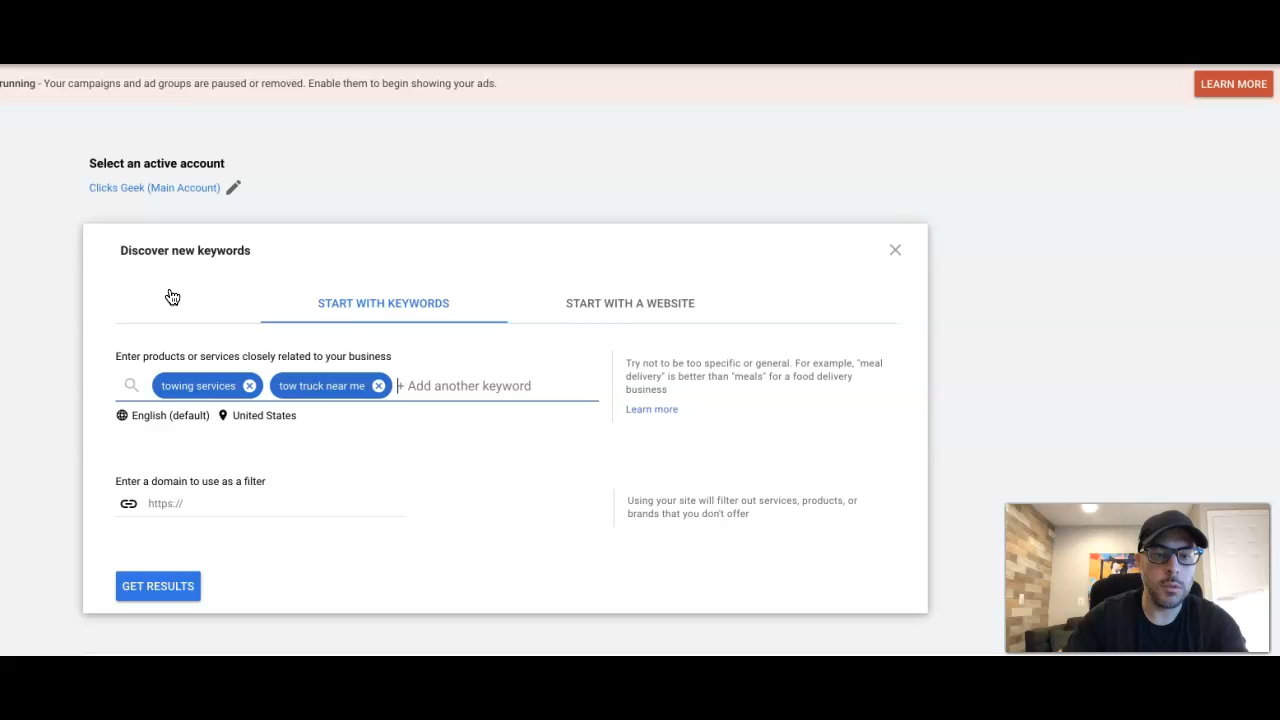 running - Your campaigns and ad groups are paused or removed. Enable them to begin showing your ads.
LEARN MORE
Select an active account
Clicks Geek (Main Account)
Discover new keywords
START WITH KEYWORDS
START WITH A WEBSITE
Enter products or services closely related to your business
towing services
tow truck near me
+ Add another keyword
English (default)
United States
Try not to be too specific or general. For example, "meal
delivery" is better than "meals" for a food delivery
business
Learn more
Enter a domain to use as a filter
https://
Using your site will filter out services, products, or
brands that you don't offer
GET RESULTS